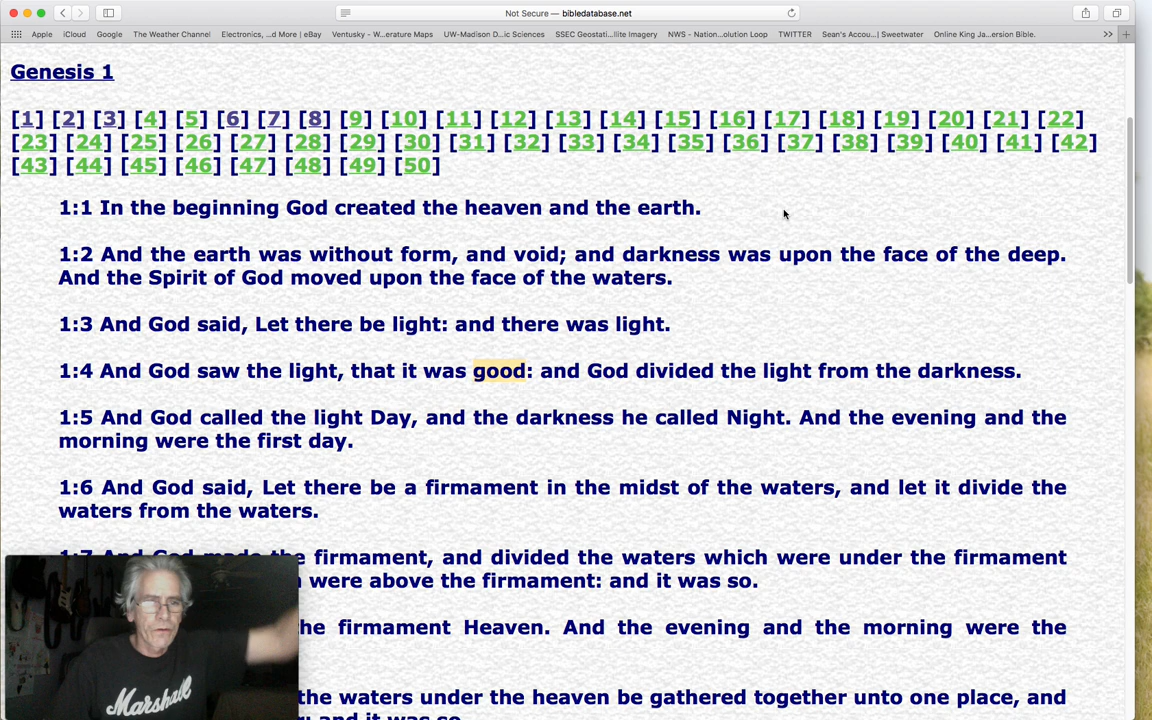 Not Secure — bibledatabase.net
Apple iCloud Google The Weather Channel Electronics, ...d More | eBay Ventusky - W...erature Maps UW-Madison D...ic Sciences SSEC Geostati...llite Imagery NWS - Nation...olution Loop TWITTER Sean's Accou...| Sweetwater Online King Ja...ersion Bible. >> +
Genesis 1
[1] [2] [3] [4] [5] [6] [7] [8] [9] [10] [11] [12] [13] [14] [15] [16] [17] [18] [19] [20] [21] [22]
[23] [24] [25] [26] [27] [28] [29] [30] [31] [32] [33] [34] [35] [36] [37] [38] [39] [40] [41] [42]
[43] [44] [45] [46] [47] [48] [49] [50]
1:1 In the beginning God created the heaven and the earth.
1:2 And the earth was without form, and void; and darkness was upon the face of the deep.
And the Spirit of God moved upon the face of the waters.
1:3 And God said, Let there be light: and there was light.
1:4 And God saw the light, that it was good: and God divided the light from the darkness.
1:5 And God called the light Day, and the darkness he called Night. And the evening and the
morning were the first day.
1:6 And God said, Let there be a firmament in the midst of the waters, and let it divide the
waters from the waters.
1:7 And God made the firmament, and divided the waters which were under the firmament
were above the firmament: and it was so.
the firmament Heaven. And the evening and the morning were the
the waters under the heaven be gathered together unto one place, and
and it was so
Marshall